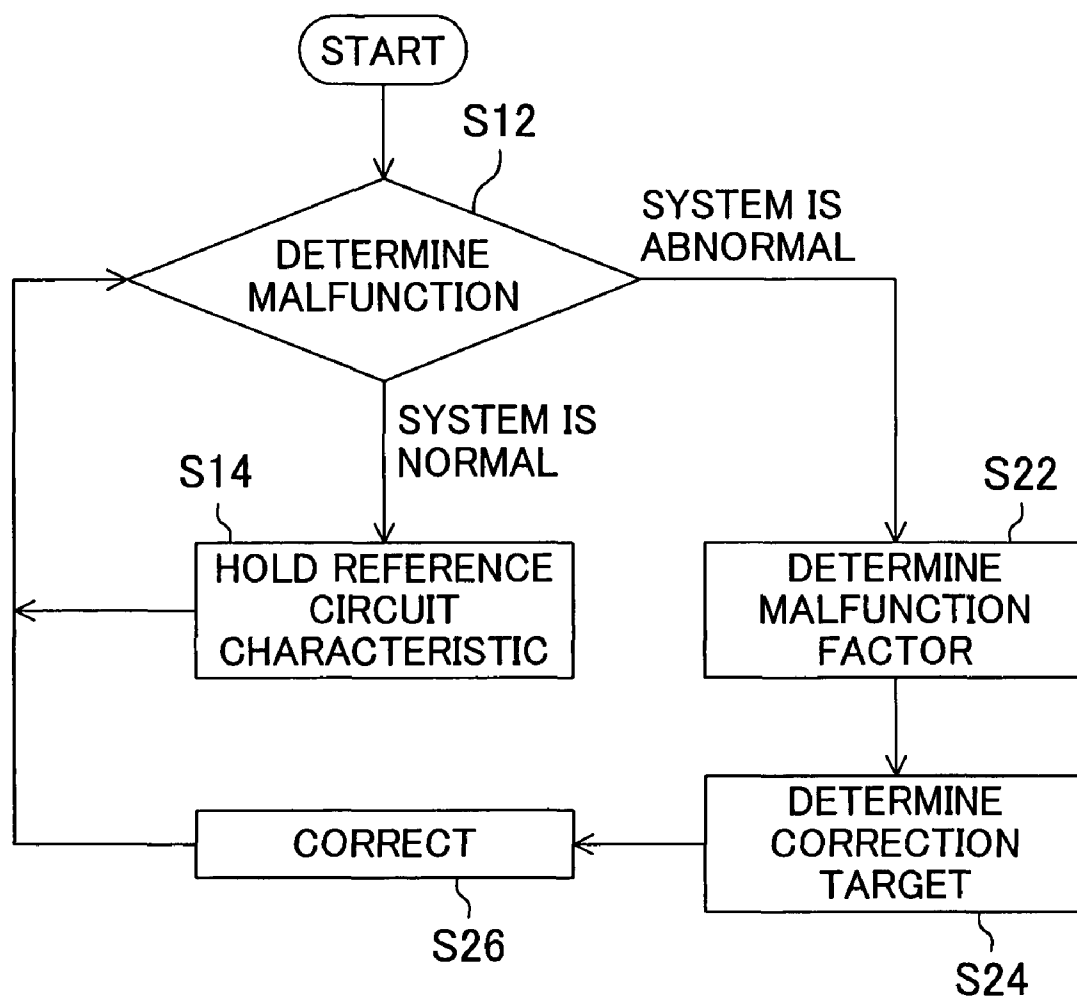 START
S12
DETERMINE
MALFUNCTION
SYSTEM IS
ABNORMAL
SYSTEM IS
NORMAL
S14
HOLD REFERENCE
CIRCUIT
CHARACTERISTIC
S22
DETERMINE
MALFUNCTION
FACTOR
DETERMINE
CORRECTION
TARGET
S24
CORRECT
S26